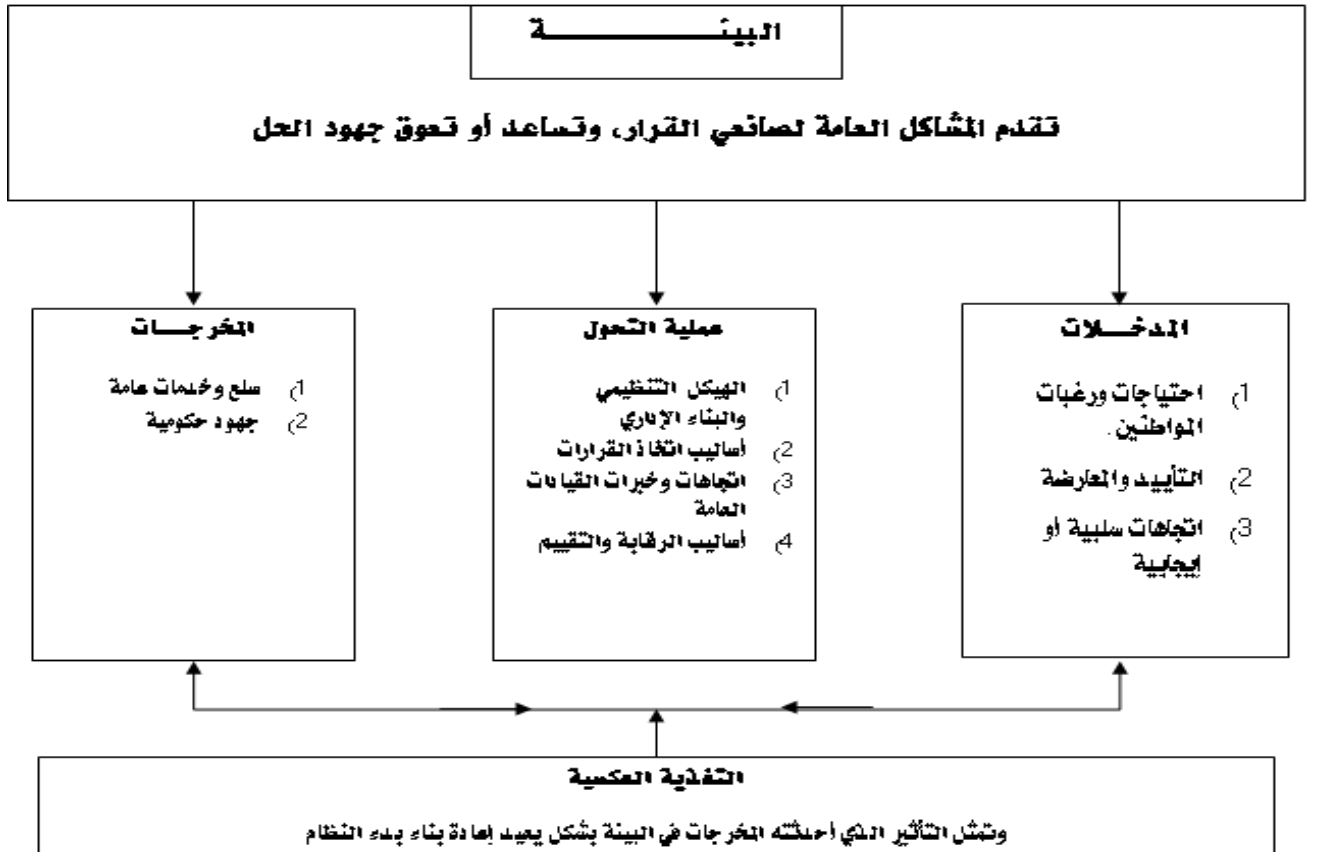 البيئـــــــــــــة
تقدم المشاكل العامة لصانعي القرار، وتساعد أو تعوق جهود الحل
المدخـــلات
1) احتياجات ورغبات
المواطنين.
2) التأييد والمعارضة
3) اتجاهات سلبية أو
إيجابية
عملية التحول
1) الهيكل التنظيمي
والبناء الإداري
2) أساليب اتخاذ القرارات
3) اتجاهات وخبرات القيادات
العامة
4) أساليب الرقابة والتقييم
المخرجـــات
1) سلع وخدمات عامة
2) جهود حكومية
التغذية العكسية
وتمثل التأثير الذي أحدثته المخرجات في البيئة بشكل يعيد إعادة بناء بدء النظام